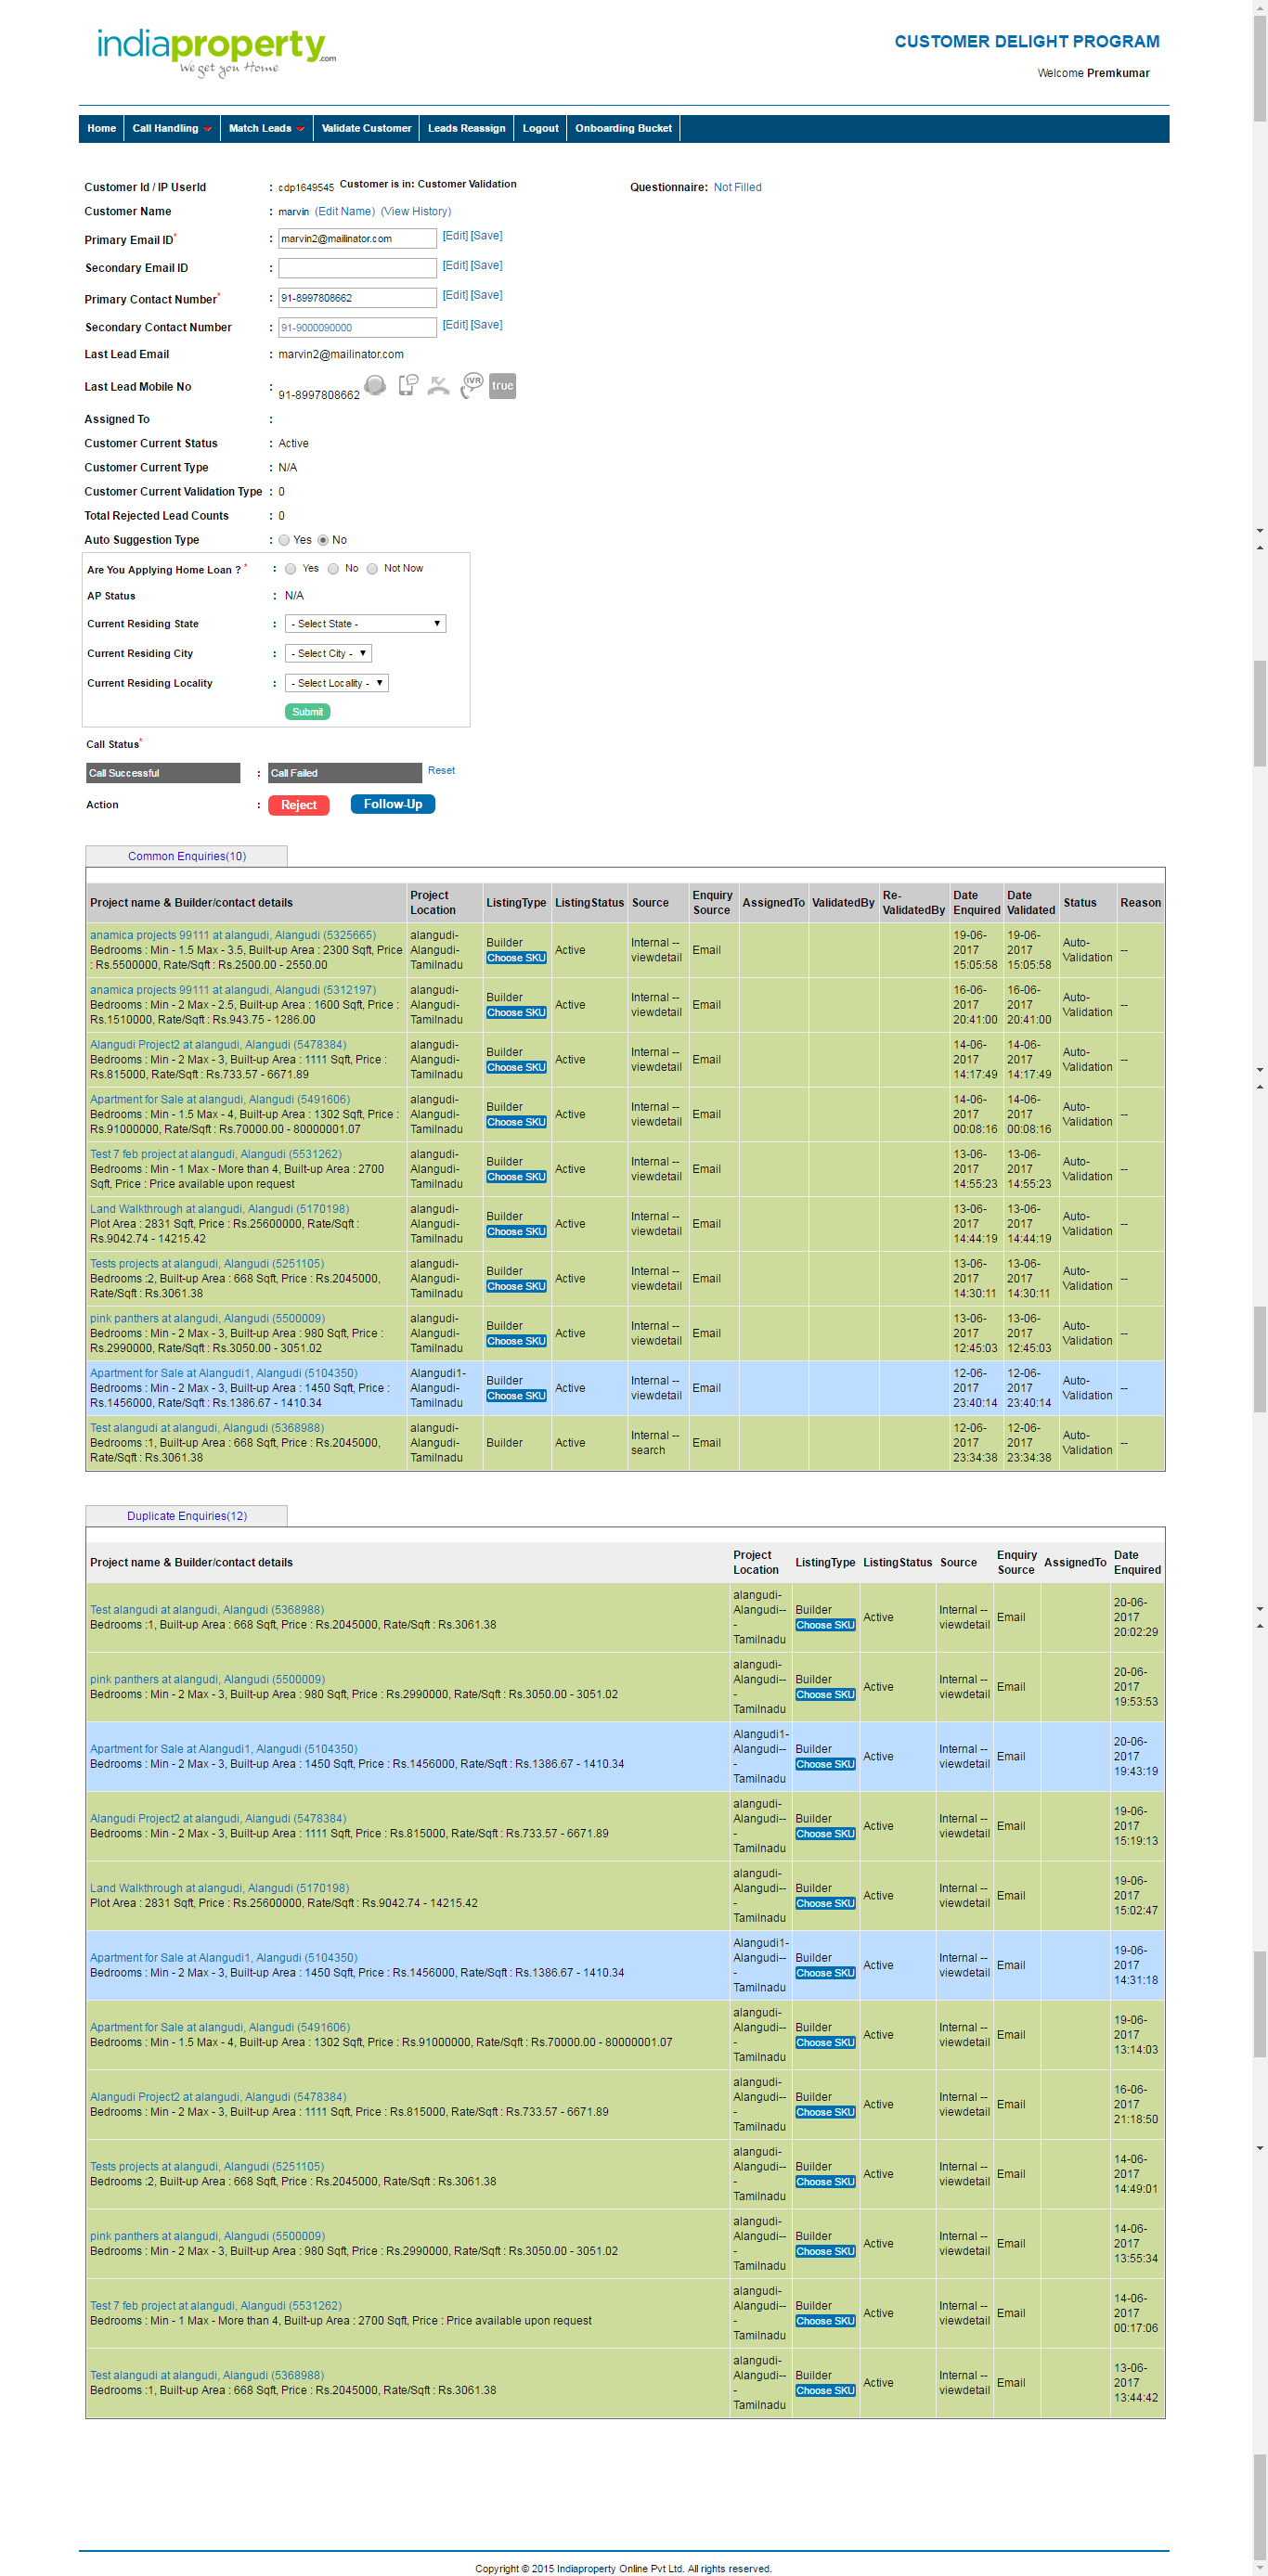 indiaproperty.com
We get you Home
CUSTOMER DELIGHT PROGRAM
Welcome Premkumar
Home Call Handling Match Leads Validate Customer Leads Reassign Logout Onboarding Bucket
Customer Id / IP UserId : cdp1649545 Customer is in: Customer Validation Questionnaire: Not Filled
Customer Name : marvin (Edit Name) (View History)
Primary Email ID* : marvin2@mailinator.com [Edit] [Save]
Secondary Email ID : [Edit] [Save]
Primary Contact Number* : 91-8997808662 [Edit] [Save]
Secondary Contact Number : 91-9000090000 [Edit] [Save]
Last Lead Email : marvin2@mailinator.com
Last Lead Mobile No : 91-8997808662 IVR true
Assigned To :
Customer Current Status : Active
Customer Current Type : N/A
Customer Current Validation Type : 0
Total Rejected Lead Counts : 0
Auto Suggestion Type : Yes No
Are You Applying Home Loan ? * : Yes No Not Now
AP Status : N/A
Current Residing State : - Select State -
Current Residing City : - Select City -
Current Residing Locality : - Select Locality -
Submit
Call Status*
Call Successful : Call Failed Reset
Action : Reject Follow-Up
Common Enquiries(10)
Project name & Builder/contact details Project Location ListingType ListingStatus Source Enquiry Source AssignedTo ValidatedBy Re-ValidatedBy Date Enquired Date Validated Status Reason
anamica projects 99111 at alangudi, Alangudi (5325665)
Bedrooms : Min - 1.5 Max - 3.5, Built-up Area : 2300 Sqft, Price : Rs.5500000, Rate/Sqft : Rs.2500.00 - 2550.00
alangudi-Alangudi-Tamilnadu Builder Choose SKU Active Internal -- viewdetail Email 19-06-2017 15:05:58 19-06-2017 15:05:58 Auto-Validation --
anamica projects 99111 at alangudi, Alangudi (5312197)
Bedrooms : Min - 2 Max - 2.5, Built-up Area : 1600 Sqft, Price : Rs.1510000, Rate/Sqft : Rs.943.75 - 1286.00
alangudi-Alangudi-Tamilnadu Builder Choose SKU Active Internal -- viewdetail Email 16-06-2017 20:41:00 16-06-2017 20:41:00 Auto-Validation --
Alangudi Project2 at alangudi, Alangudi (5478384)
Bedrooms : Min - 2 Max - 3, Built-up Area : 1111 Sqft, Price : Rs.815000, Rate/Sqft : Rs.733.57 - 6671.89
alangudi-Alangudi-Tamilnadu Builder Choose SKU Active Internal -- viewdetail Email 14-06-2017 14:17:49 14-06-2017 14:17:49 Auto-Validation --
Apartment for Sale at alangudi, Alangudi (5491606)
Bedrooms : Min - 1.5 Max - 4, Built-up Area : 1302 Sqft, Price : Rs.91000000, Rate/Sqft : Rs.70000.00 - 80000001.07
alangudi-Alangudi-Tamilnadu Builder Choose SKU Active Internal -- viewdetail Email 14-06-2017 00:08:16 14-06-2017 00:08:16 Auto-Validation --
Test 7 feb project at alangudi, Alangudi (5531262)
Bedrooms : Min - 1 Max - More than 4, Built-up Area : 2700 Sqft, Price : Price available upon request
alangudi-Alangudi-Tamilnadu Builder Choose SKU Active Internal -- viewdetail Email 13-06-2017 14:55:23 13-06-2017 14:55:23 Auto-Validation --
Land Walkthrough at alangudi, Alangudi (5170198)
Plot Area : 2831 Sqft, Price : Rs.25600000, Rate/Sqft : Rs.9042.74 - 14215.42
alangudi-Alangudi-Tamilnadu Builder Choose SKU Active Internal -- viewdetail Email 13-06-2017 14:44:19 13-06-2017 14:44:19 Auto-Validation --
Tests projects at alangudi, Alangudi (5251105)
Bedrooms :2, Built-up Area : 668 Sqft, Price : Rs.2045000, Rate/Sqft : Rs.3061.38
alangudi-Alangudi-Tamilnadu Builder Choose SKU Active Internal -- viewdetail Email 13-06-2017 14:30:11 13-06-2017 14:30:11 Auto-Validation --
pink panthers at alangudi, Alangudi (5500009)
Bedrooms : Min - 2 Max - 3, Built-up Area : 980 Sqft, Price : Rs.2990000, Rate/Sqft : Rs.3050.00 - 3051.02
alangudi-Alangudi-Tamilnadu Builder Choose SKU Active Internal -- viewdetail Email 13-06-2017 12:45:03 13-06-2017 12:45:03 Auto-Validation --
Apartment for Sale at Alangudi1, Alangudi (5104350)
Bedrooms : Min - 2 Max - 3, Built-up Area : 1450 Sqft, Price : Rs.1456000, Rate/Sqft : Rs.1386.67 - 1410.34
Alangudi1-Alangudi-Tamilnadu Builder Choose SKU Active Internal -- viewdetail Email 12-06-2017 23:40:14 12-06-2017 23:40:14 Auto-Validation --
Test alangudi at alangudi, Alangudi (5368988)
Bedrooms :1, Built-up Area : 668 Sqft, Price : Rs.2045000, Rate/Sqft : Rs.3061.38
alangudi-Alangudi-Tamilnadu Builder Active Internal -- search Email 12-06-2017 23:34:38 12-06-2017 23:34:38 Auto-Validation --
Duplicate Enquiries(12)
Project name & Builder/contact details Project Location ListingType ListingStatus Source Enquiry Source AssignedTo Date Enquired
Test alangudi at alangudi, Alangudi (5368988)
Bedrooms :1, Built-up Area : 668 Sqft, Price : Rs.2045000, Rate/Sqft : Rs.3061.38
alangudi-Alangudi---Tamilnadu Builder Choose SKU Active Internal -- viewdetail Email 20-06-2017 20:02:29
pink panthers at alangudi, Alangudi (5500009)
Bedrooms : Min - 2 Max - 3, Built-up Area : 980 Sqft, Price : Rs.2990000, Rate/Sqft : Rs.3050.00 - 3051.02
alangudi-Alangudi---Tamilnadu Builder Choose SKU Active Internal -- viewdetail Email 20-06-2017 19:53:53
Apartment for Sale at Alangudi1, Alangudi (5104350)
Bedrooms : Min - 2 Max - 3, Built-up Area : 1450 Sqft, Price : Rs.1456000, Rate/Sqft : Rs.1386.67 - 1410.34
Alangudi1-Alangudi---Tamilnadu Builder Choose SKU Active Internal -- viewdetail Email 20-06-2017 19:43:19
Alangudi Project2 at alangudi, Alangudi (5478384)
Bedrooms : Min - 2 Max - 3, Built-up Area : 1111 Sqft, Price : Rs.815000, Rate/Sqft : Rs.733.57 - 6671.89
alangudi-Alangudi---Tamilnadu Builder Choose SKU Active Internal -- viewdetail Email 19-06-2017 15:19:13
Land Walkthrough at alangudi, Alangudi (5170198)
Plot Area : 2831 Sqft, Price : Rs.25600000, Rate/Sqft : Rs.9042.74 - 14215.42
alangudi-Alangudi---Tamilnadu Builder Choose SKU Active Internal -- viewdetail Email 19-06-2017 15:02:47
Apartment for Sale at Alangudi1, Alangudi (5104350)
Bedrooms : Min - 2 Max - 3, Built-up Area : 1450 Sqft, Price : Rs.1456000, Rate/Sqft : Rs.1386.67 - 1410.34
Alangudi1-Alangudi---Tamilnadu Builder Choose SKU Active Internal -- viewdetail Email 19-06-2017 14:31:18
Apartment for Sale at alangudi, Alangudi (5491606)
Bedrooms : Min - 1.5 Max - 4, Built-up Area : 1302 Sqft, Price : Rs.91000000, Rate/Sqft : Rs.70000.00 - 80000001.07
alangudi-Alangudi---Tamilnadu Builder Choose SKU Active Internal -- viewdetail Email 19-06-2017 13:14:03
Alangudi Project2 at alangudi, Alangudi (5478384)
Bedrooms : Min - 2 Max - 3, Built-up Area : 1111 Sqft, Price : Rs.815000, Rate/Sqft : Rs.733.57 - 6671.89
alangudi-Alangudi---Tamilnadu Builder Choose SKU Active Internal -- viewdetail Email 16-06-2017 21:18:50
Tests projects at alangudi, Alangudi (5251105)
Bedrooms :2, Built-up Area : 668 Sqft, Price : Rs.2045000, Rate/Sqft : Rs.3061.38
alangudi-Alangudi---Tamilnadu Builder Choose SKU Active Internal -- viewdetail Email 14-06-2017 14:49:01
pink panthers at alangudi, Alangudi (5500009)
Bedrooms : Min - 2 Max - 3, Built-up Area : 980 Sqft, Price : Rs.2990000, Rate/Sqft : Rs.3050.00 - 3051.02
alangudi-Alangudi---Tamilnadu Builder Choose SKU Active Internal -- viewdetail Email 14-06-2017 13:55:34
Test 7 feb project at alangudi, Alangudi (5531262)
Bedrooms : Min - 1 Max - More than 4, Built-up Area : 2700 Sqft, Price : Price available upon request
alangudi-Alangudi---Tamilnadu Builder Choose SKU Active Internal -- viewdetail Email 14-06-2017 00:17:06
Test alangudi at alangudi, Alangudi (5368988)
Bedrooms :1, Built-up Area : 668 Sqft, Price : Rs.2045000, Rate/Sqft : Rs.3061.38
alangudi-Alangudi---Tamilnadu Builder Choose SKU Active Internal -- viewdetail Email 13-06-2017 13:44:42
Copyright © 2015 Indiaproperty Online Pvt Ltd. All rights reserved.